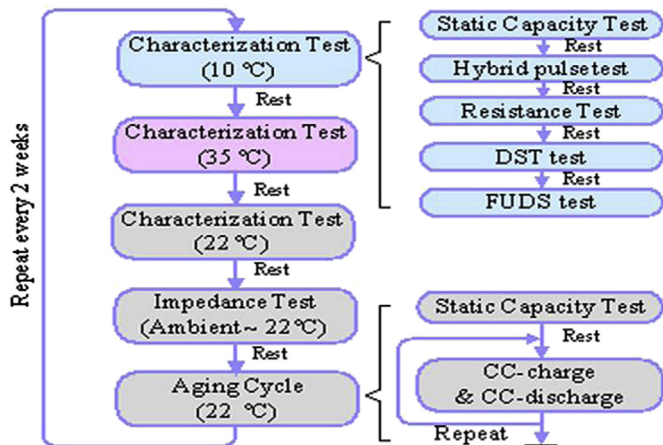 Repeat every 2 weeks
Characterization Test
(10 ℃)
Rest
Characterization Test
(35 ℃)
Rest
Characterization Test
(22 ℃)
Rest
Impedance Test
(Ambient~ 22℃)
Rest
Aging Cycle
(22 ℃)
Static Capacity Test
Rest
Hybrid pulsetest
Rest
Resistance Test
Rest
DST test
Rest
FUDS test
Static Capacity Test
Rest
CC-charge
& CC-discharge
Repeat